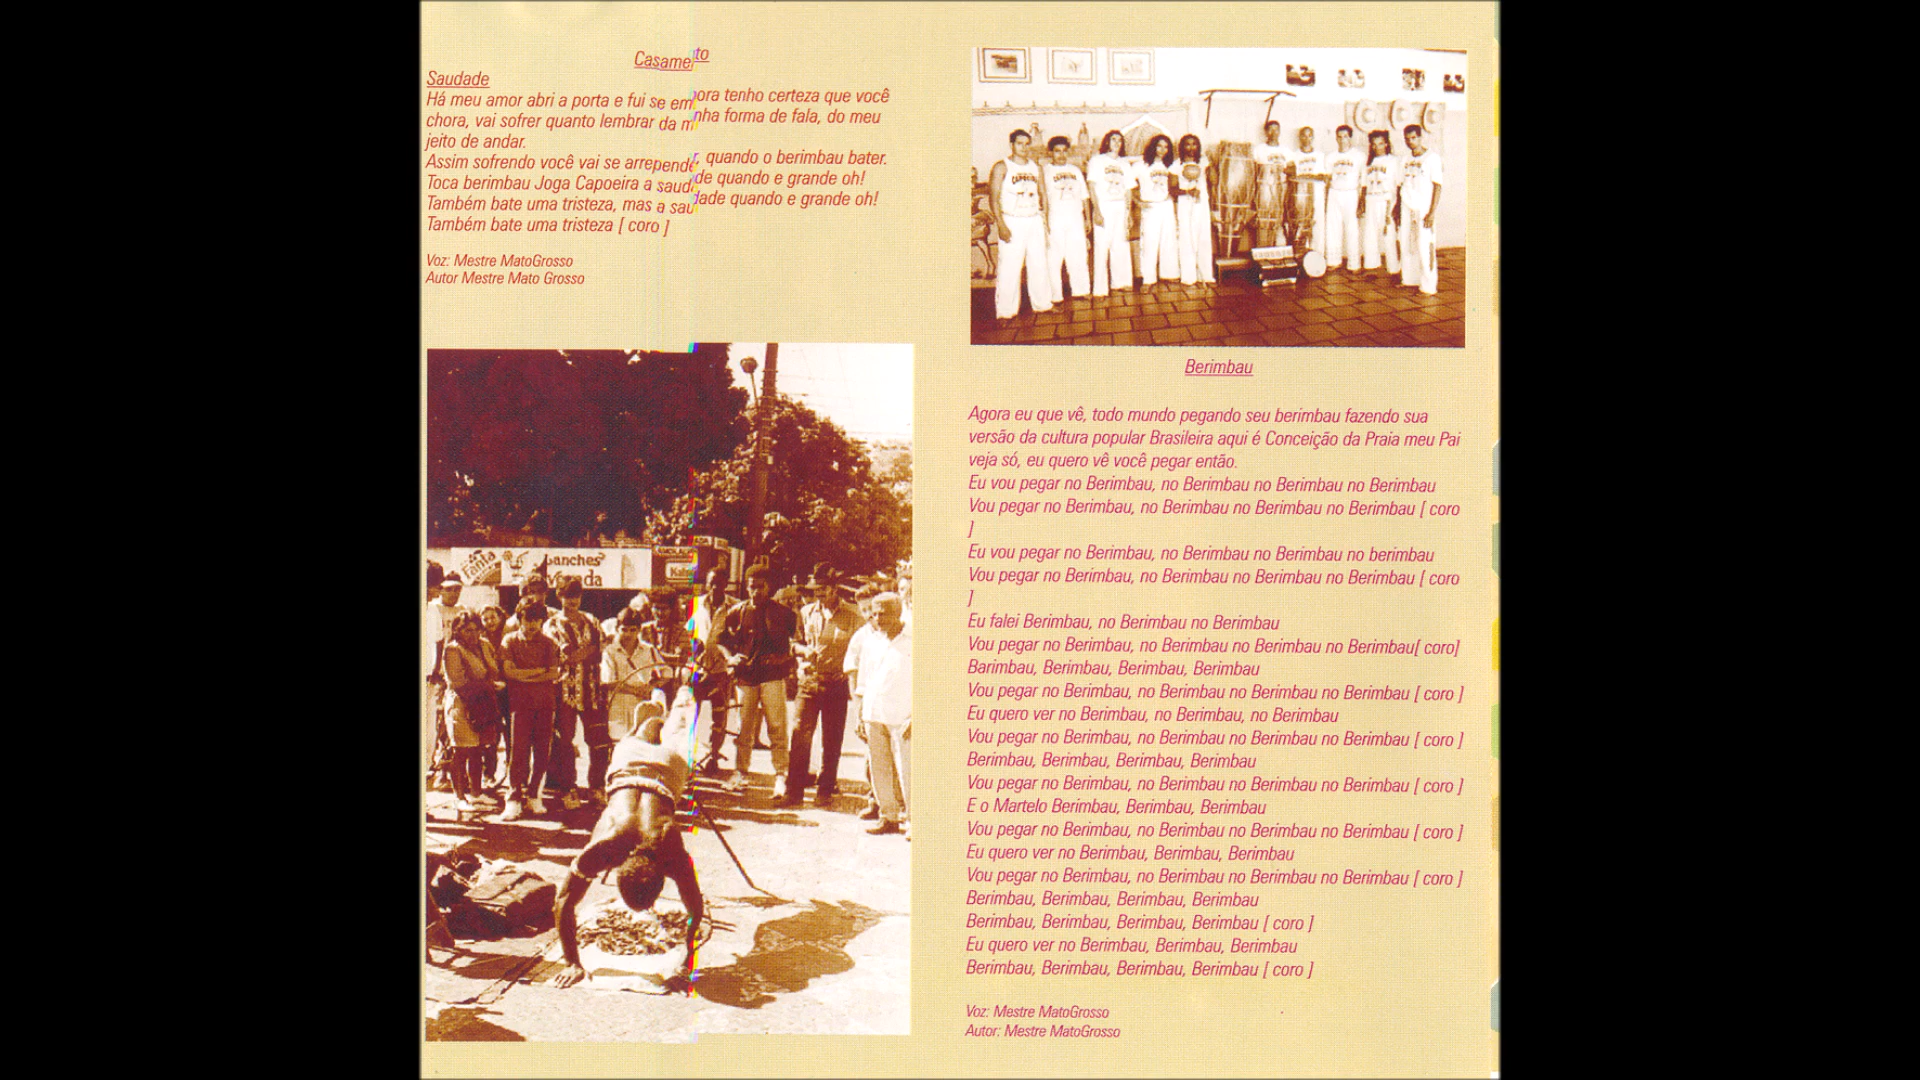 Casamento
Saudade
Há meu amor abri a porta e fui se embora tenho certeza que você
chora, vai sofrer quanto lembrar da minha forma de fala, do meu
jeito de andar.
Assim sofrendo você vai se arrepender, quando o berimbau bater.
Toca berimbau Joga Capoeira a saudade quando e grande oh!
Também bate uma tristeza, mas a saudade quando e grande oh!
Também bate uma tristeza [ coro ]
Voz: Mestre MatoGrosso
Autor Mestre Mato Grosso
Fanta
Lanches
CAPOEIRA
Berimbau
Agora eu que vê, todo mundo pegando seu berimbau fazendo sua
versão da cultura popular Brasileira aqui é Conceição da Praia meu Pai
veja só, eu quero vê você pegar então.
Eu vou pegar no Berimbau, no Berimbau no Berimbau no Berimbau
Vou pegar no Berimbau, no Berimbau no Berimbau no Berimbau [ coro
]
Eu vou pegar no Berimbau, no Berimbau no Berimbau no berimbau
Vou pegar no Berimbau, no Berimbau no Berimbau no Berimbau [ coro
]
Eu falei Berimbau, no Berimbau no Berimbau
Vou pegar no Berimbau, no Berimbau no Berimbau no Berimbau[ coro]
Barimbau, Berimbau, Berimbau, Berimbau
Vou pegar no Berimbau, no Berimbau no Berimbau no Berimbau [ coro ]
Eu quero ver no Berimbau, no Berimbau, no Berimbau
Vou pegar no Berimbau, no Berimbau no Berimbau no Berimbau [ coro ]
Berimbau, Berimbau, Berimbau, Berimbau
Vou pegar no Berimbau, no Berimbau no Berimbau no Berimbau [ coro ]
E o Martelo Berimbau, Berimbau, Berimbau
Vou pegar no Berimbau, no Berimbau no Berimbau no Berimbau [ coro ]
Eu quero ver no Berimbau, Berimbau, Berimbau
Vou pegar no Berimbau, no Berimbau no Berimbau no Berimbau [ coro ]
Berimbau, Berimbau, Berimbau, Berimbau
Berimbau, Berimbau, Berimbau, Berimbau [ coro ]
Eu quero ver no Berimbau, Berimbau, Berimbau
Berimbau, Berimbau, Berimbau, Berimbau [ coro ]
Voz: Mestre MatoGrosso
Autor: Mestre MatoGrosso